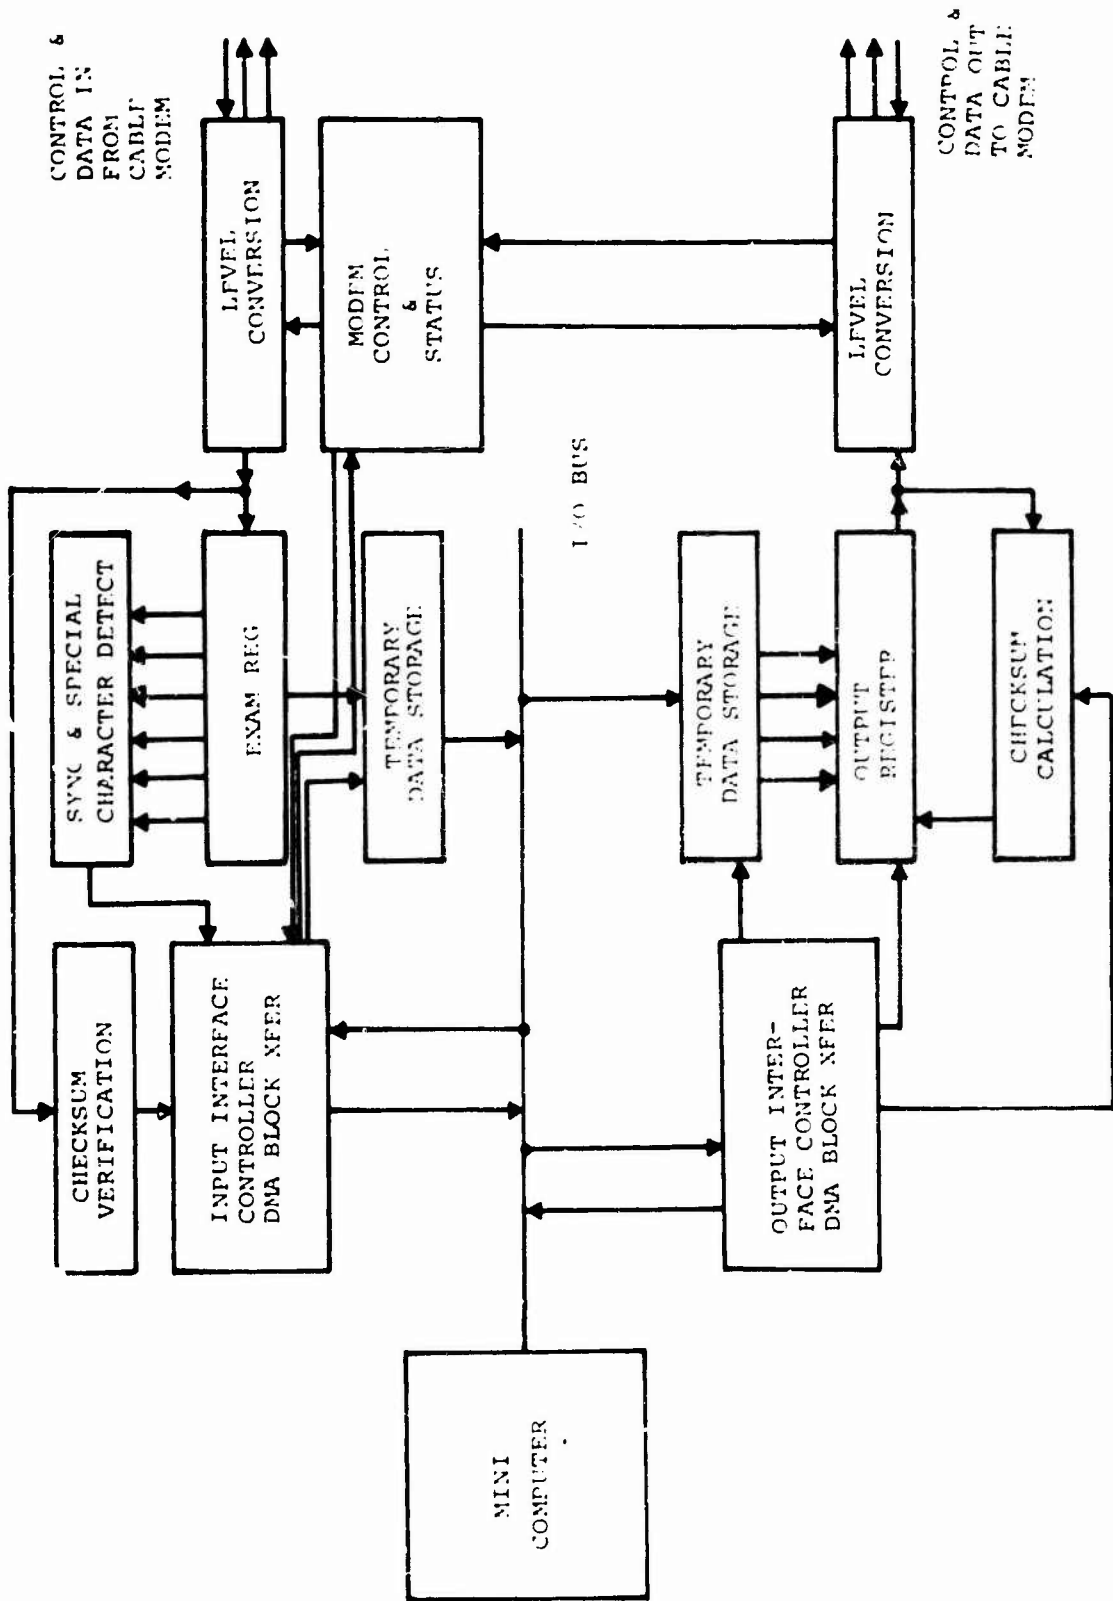 CONTROL &
DATA IN
FROM
CABLE
MODEM
LEVEL
CONVERSION
MODEM
CONTROL
&
STATUS
SYNC & SPECIAL
CHARACTER DETECT
EXAM REG
TEMPORARY
DATA STORAGE
CHECKSUM
VERIFICATION
INPUT INTERFACE
CONTROLLER
DMA BLOCK XFER
I/O BUS
MINI
COMPUTER
CONTROL &
DATA OUT
TO CABLE
MODEM
LEVEL
CONVERSION
TEMPORARY
DATA STORAGE
OUTPUT
REGISTER
CHECKSUM
CALCULATION
OUTPUT INTER-
FACE CONTROLLER
DMA BLOCK XFER